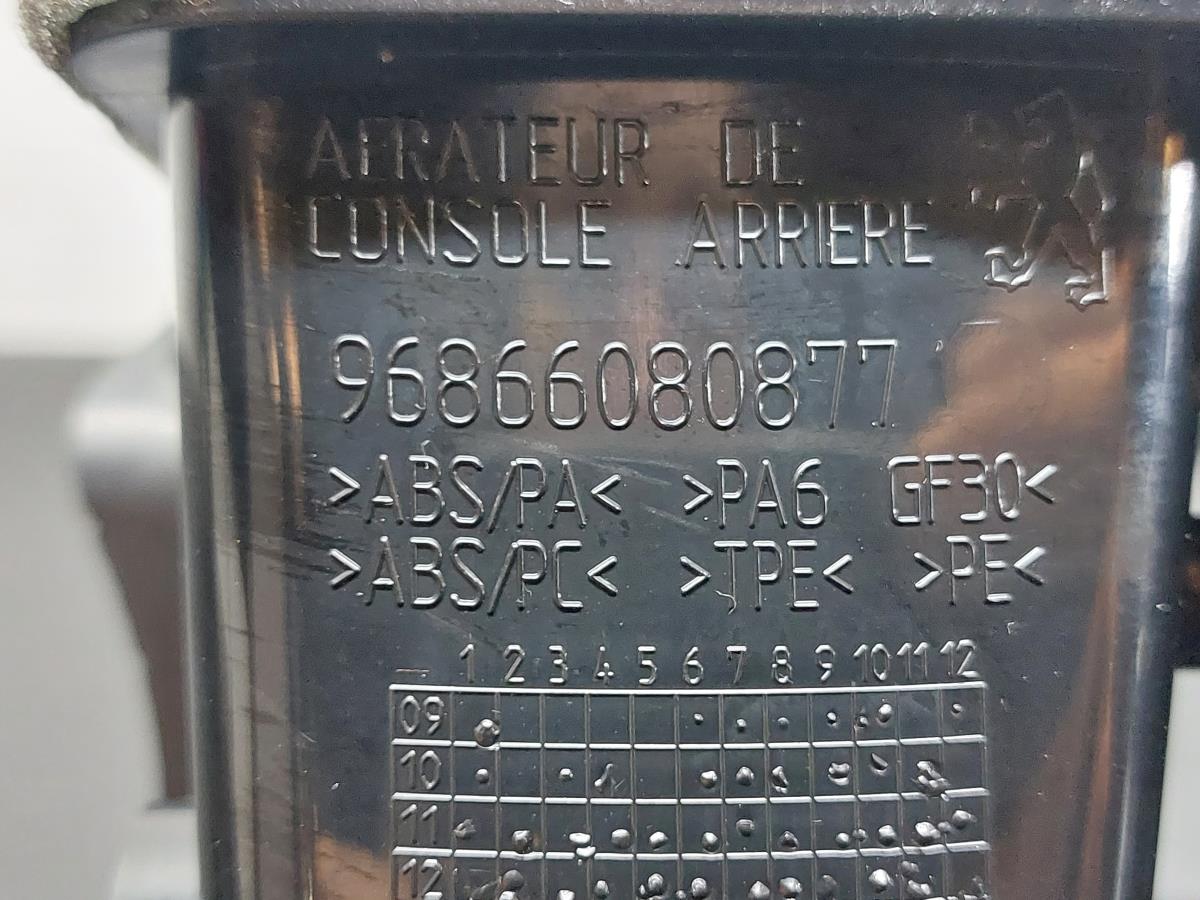 AERATEUR DE
CONSOLE ARRIERE
96866080877
>ABS/PA< >PA6 GF30<
>ABS/PC< >TPE< >PE<
1 2 3 4 5 6 7 8 9 10 11 12
09
10
11
12